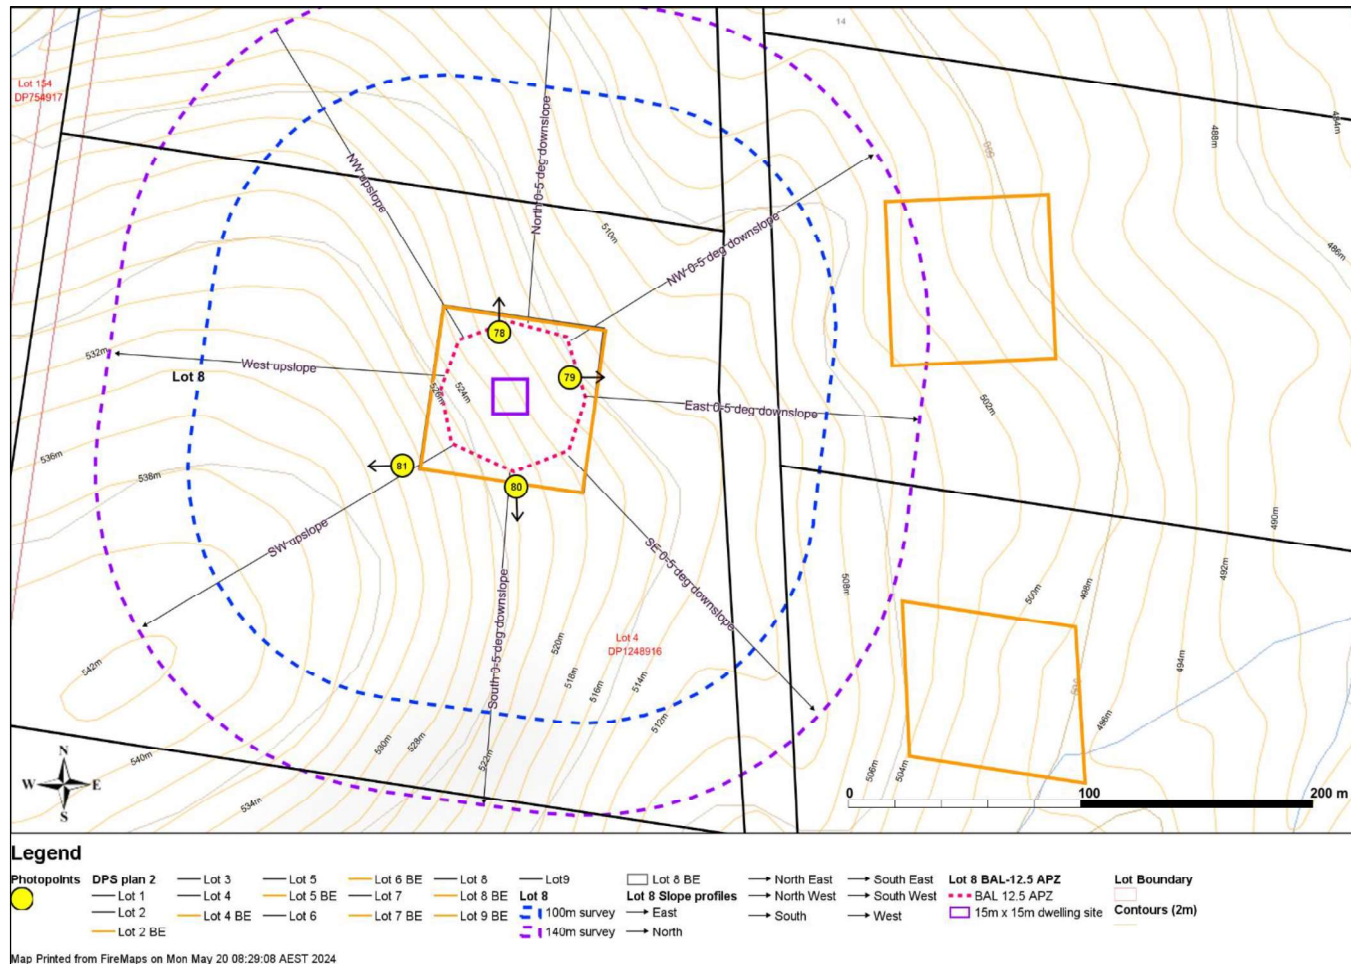 14
Lot 154
DP754917
484m
488m
486m
NW upslope
North 0-5 deg downslope
510m
NW 0-5 deg downslope
78
532m
West upslope
Lot 8
526m
524m
79
East 0-5 deg downslope
502m
536m
538m
81
80
490m
SW upslope
South 0-5 deg downslope
SE 0-5 deg downslope
508m
500m
498m
492m
Lot 4
DP1248916
520m
518m
516m
514m
512m
494m
496m
542m
540m
530m
528m
522m
534m
506m
504m
N
W E
S
0 100 200 m
Legend
Photopoints DPS plan 2 Lot 3 Lot 5 Lot 6 BE Lot 8 Lot9 Lot 8 BE North East South East Lot 8 BAL-12.5 APZ Lot Boundary
Lot 1 Lot 4 Lot 5 BE Lot 7 Lot 8 BE Lot 8 Lot 8 Slope profiles North West South West BAL 12.5 APZ
Lot 2 Lot 4 BE Lot 6 Lot 7 BE Lot 9 BE 100m survey East South West 15m x 15m dwelling site Contours (2m)
Lot 2 BE 140m survey North
Map Printed from FireMaps on Mon May 20 08:29:08 AEST 2024